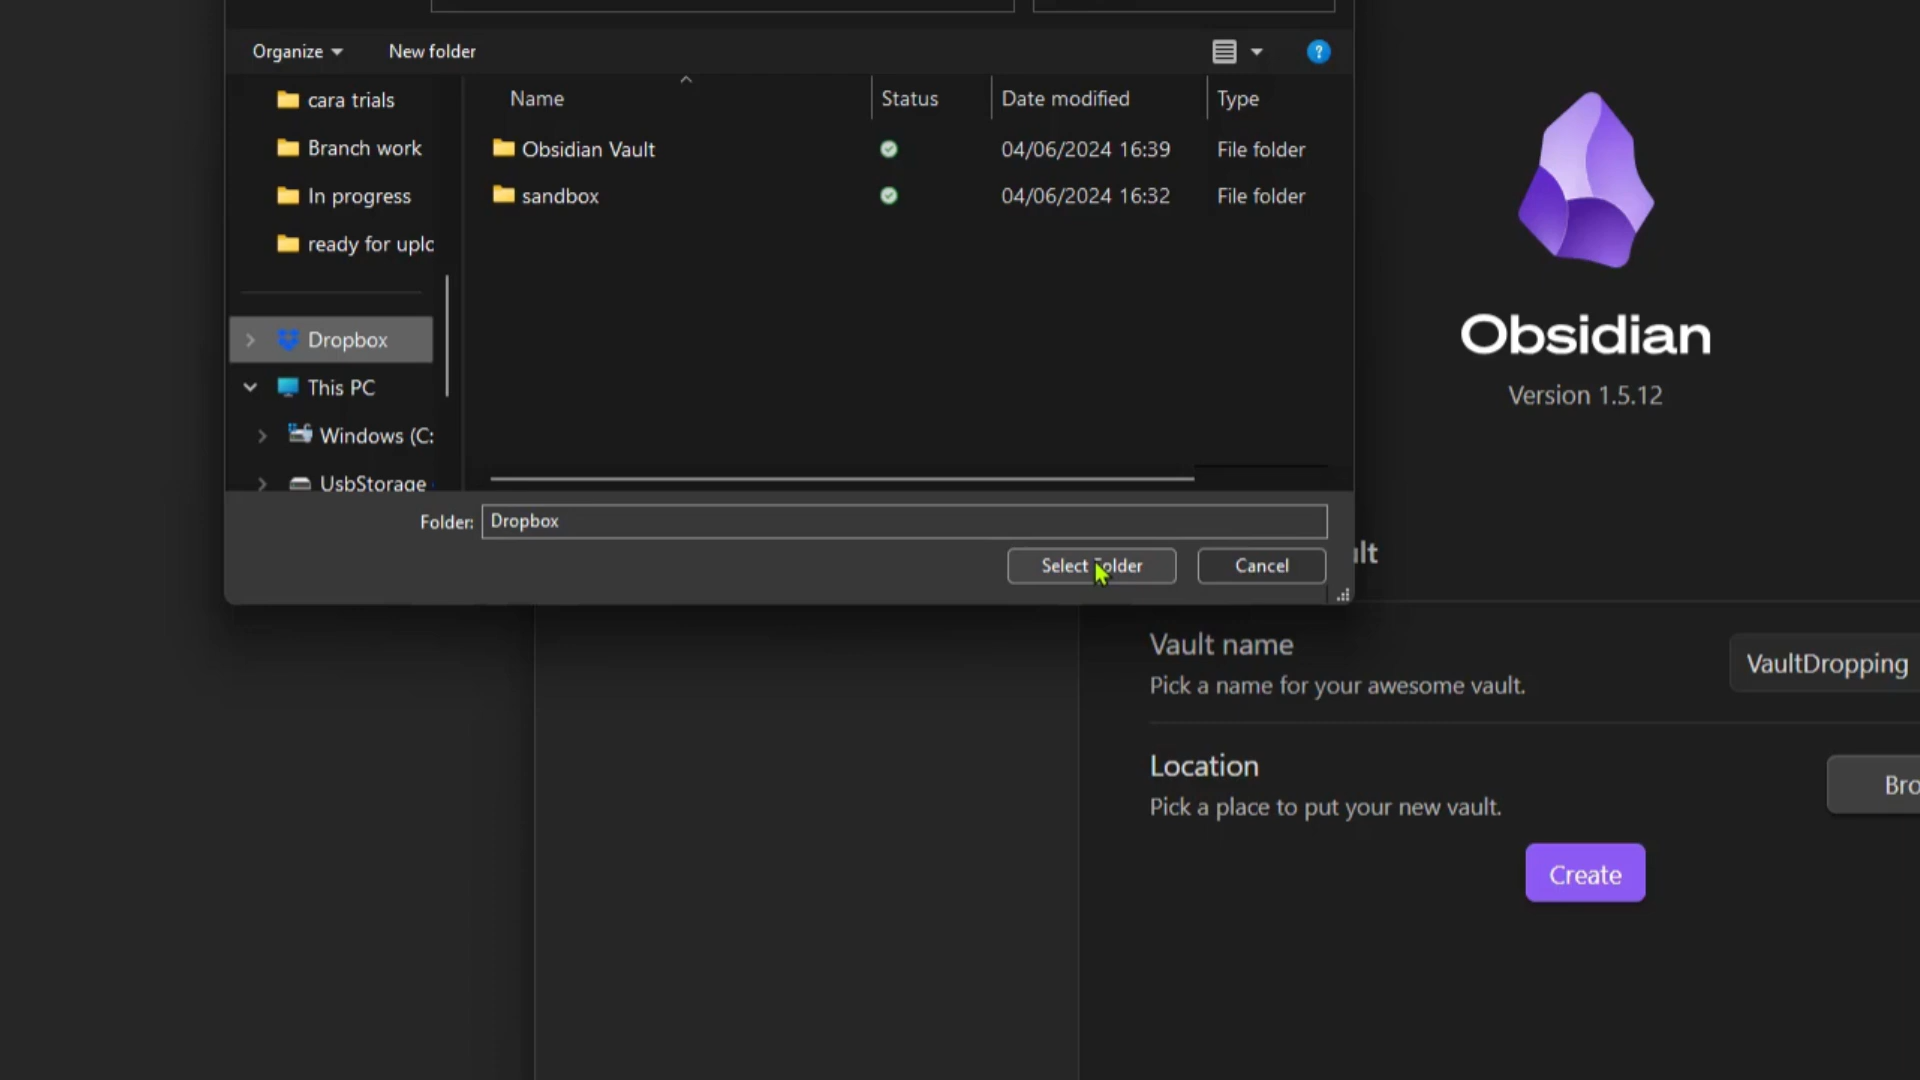 Organize
New folder
?
Name
Status
Date modified
Type
cara trials
Branch work
In progress
ready for uplo
Obsidian Vault
04/06/2024 16:39
File folder
sandbox
04/06/2024 16:32
File folder
Dropbox
This PC
Windows (C:
UsbStorage
Folder:
Dropbox
Select Folder
Cancel
Obsidian
Version 1.5.12
ult
Vault name
Pick a name for your awesome vault.
VaultDropping
Location
Pick a place to put your new vault.
Bro
Create